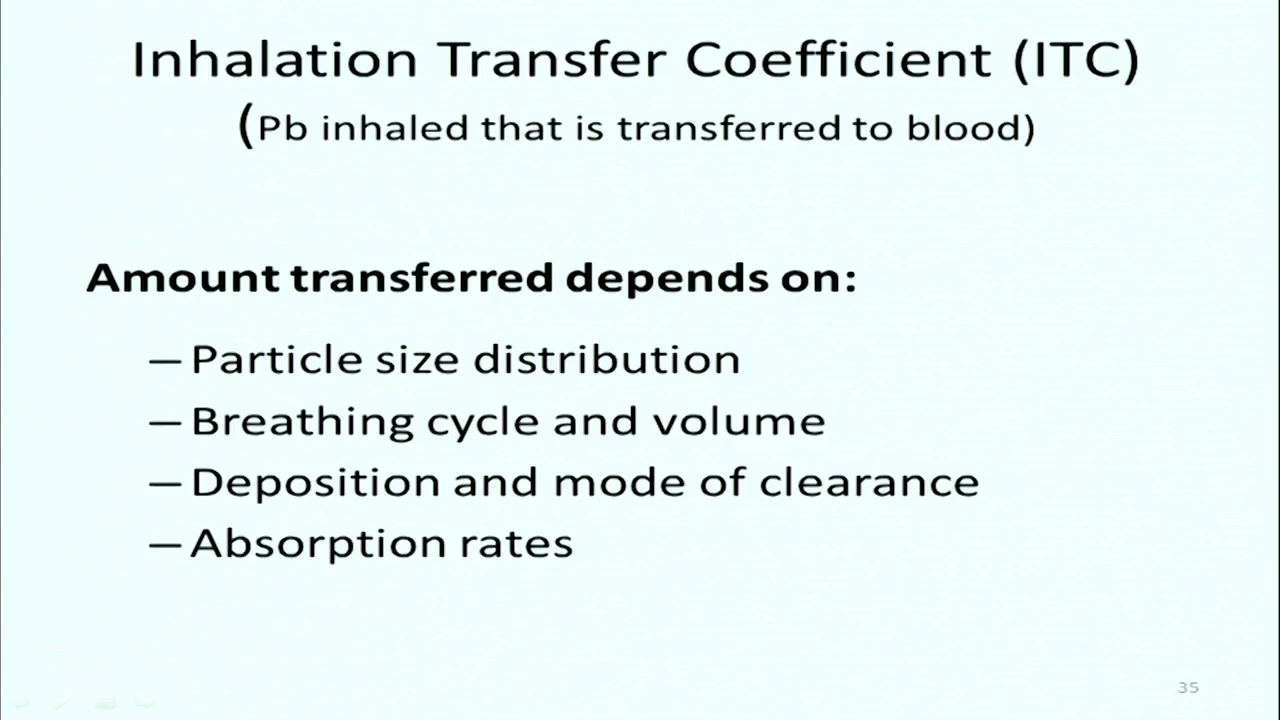 Inhalation Transfer Coefficient (ITC)
(Pb inhaled that is transferred to blood)
Amount transferred depends on:
– Particle size distribution
– Breathing cycle and volume
– Deposition and mode of clearance
– Absorption rates
35